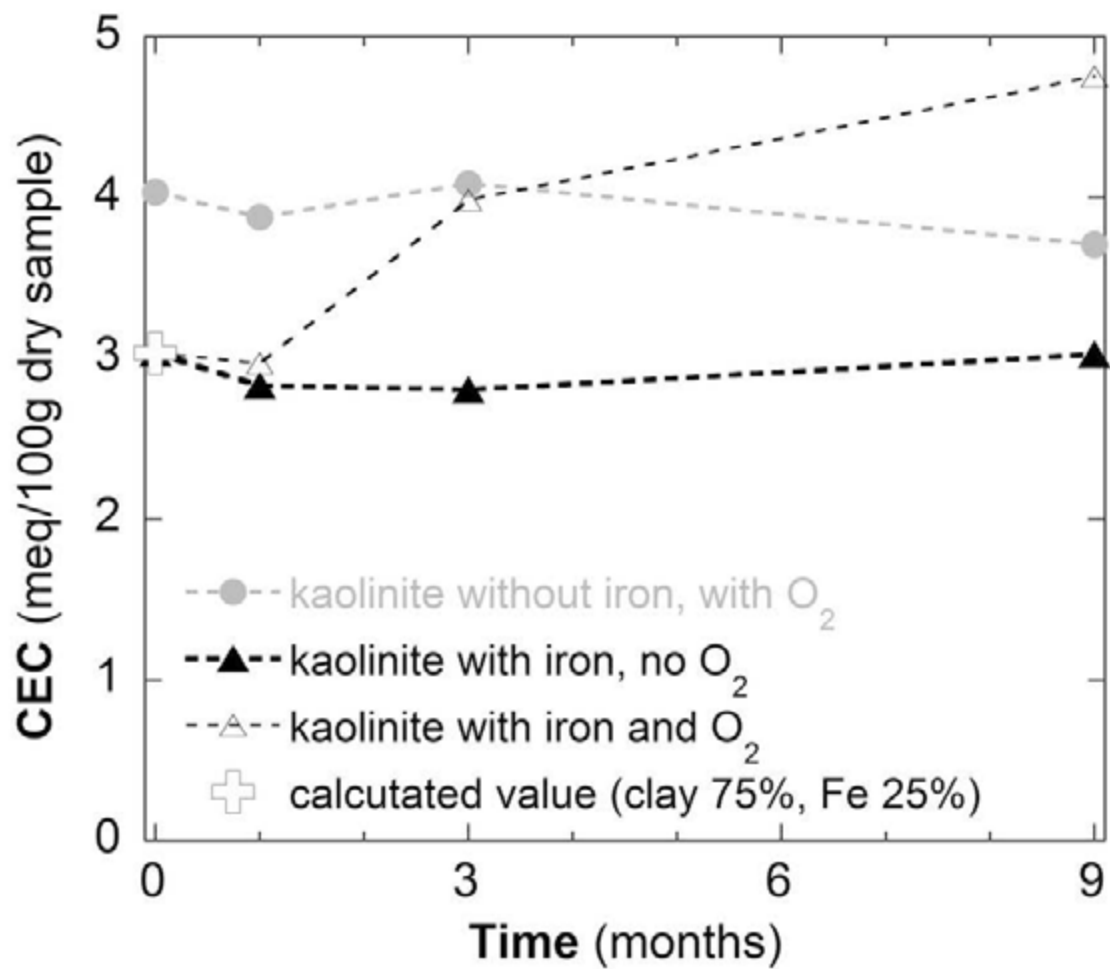 5
4
3
2
1
0
CEC (meq/100g dry sample)
kaolinite without iron, with O2
kaolinite with iron, no O2
kaolinite with iron and O2
calcutated value (clay 75%, Fe 25%)
0 3 6 9
Time (months)